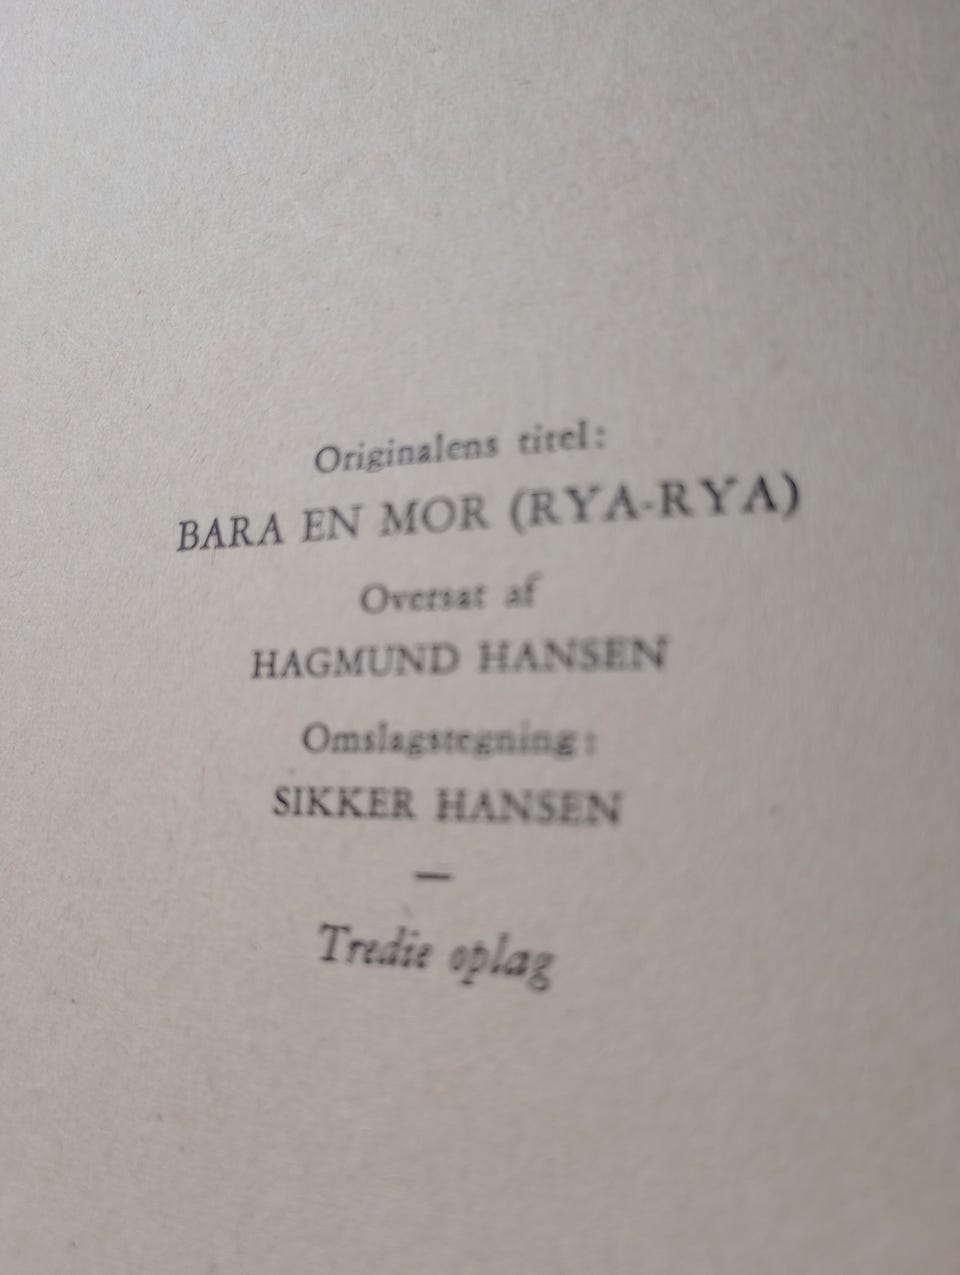 Originalens titel:
BARA EN MOR (RYA-RYA)
Oversat af
HAGMUND HANSEN
Omslagstegning:
SIKKER HANSEN
—
Tredie oplag